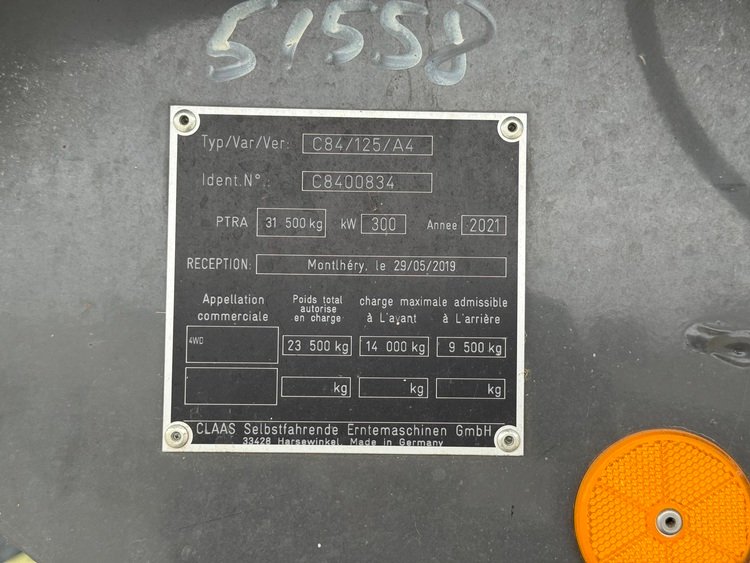 51558
Typ/Var/Ver: C84/125/A4
Ident.N°.: C8400834
PTRA 31 500 kg kW 300 Annee 2021
RECEPTION: Montlhéry, le 29/05/2019
Appellation commerciale
Poids total autorise en charge
charge maximale admissible
à L'avant à L'arrière
4WD 23 500 kg 14 000 kg 9 500 kg
kg kg kg
CLAAS Selbstfahrende Erntemaschinen GmbH
33428 Harsewinkel, Made in Germany